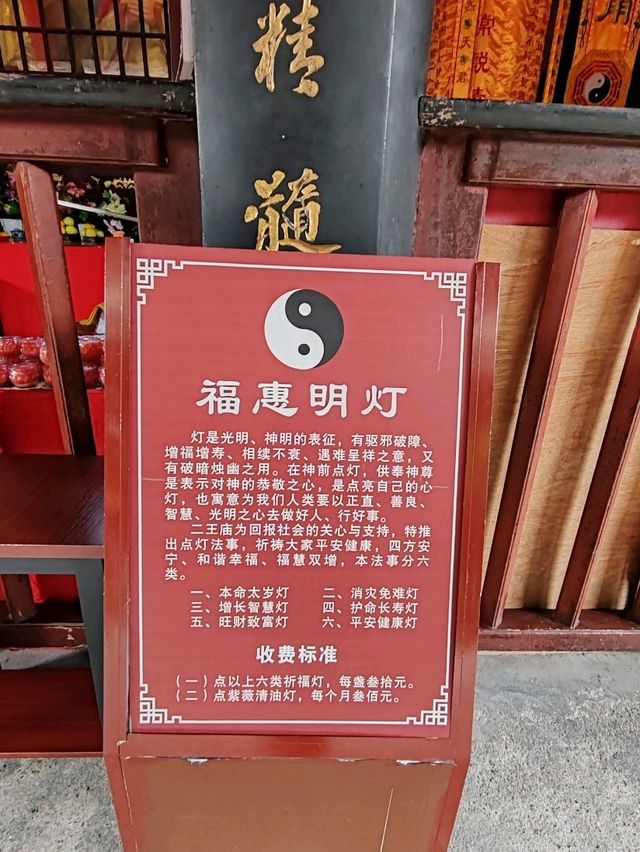 精
髓
福惠明灯
灯是光明、神明的表征，有驱邪破障、
增福增寿、相续不衰、遇难呈祥之意，又
有破暗烛幽之用。在神前点灯，供奉神尊
是表示对神的恭敬之心，是点亮自己的心
灯，也寓意为我们人类要以正直、善良、
智慧、光明之心去做好人、行好事。
二王庙为回报社会的关心与支持，特推
出点灯法事，祈祷大家平安健康，四方安
宁、和谐幸福、福慧双增，本法事分六
类。
一、本命太岁灯 二、消灾免难灯
三、增长智慧灯 四、护命长寿灯
五、旺财致富灯 六、平安健康灯
收费标准
（一）点以上六类祈福灯，每盏叁拾元。
（二）点紫薇清油灯，每个月叁佰元。